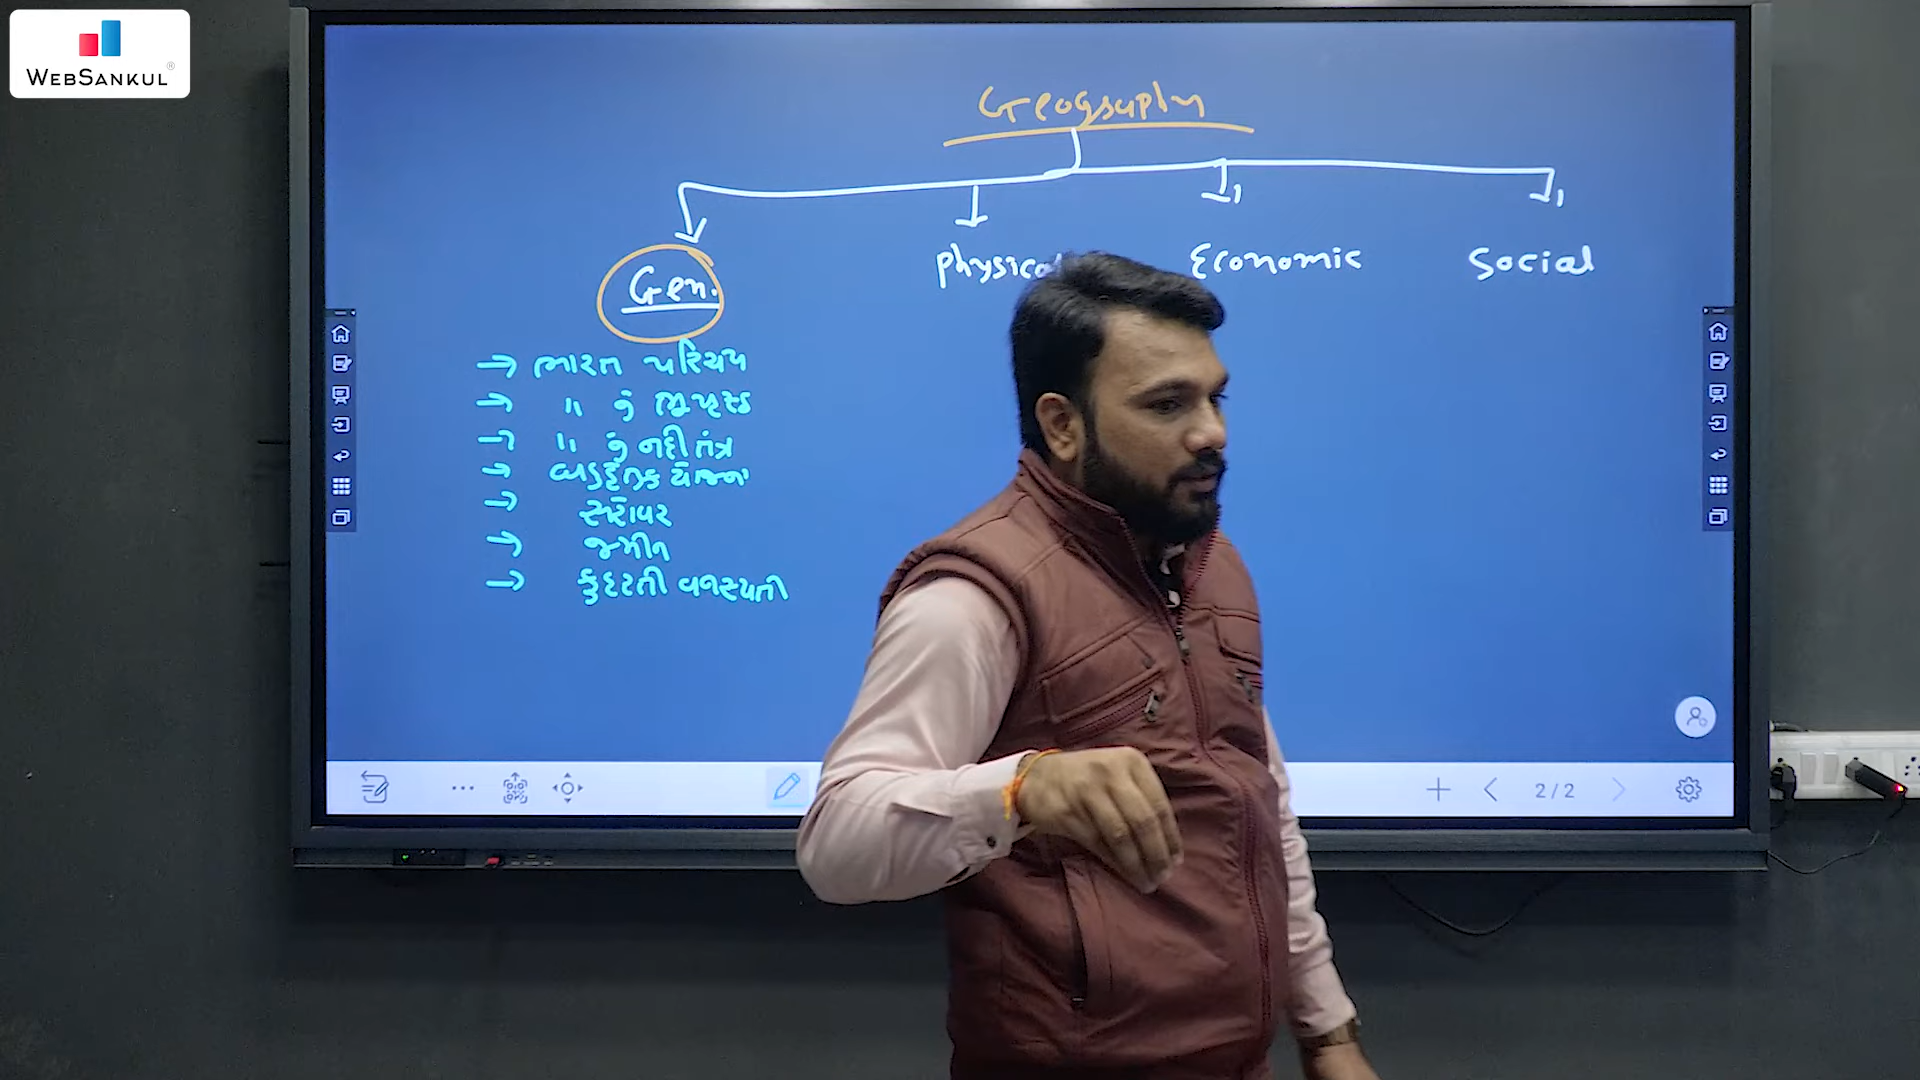 WEBSANKUL
Geography
Gen. Physical Economic Social
→ ભારત પરિચય
→ " નું ભૂપૃષ્ઠ
→ " નું નદીતંત્ર
→ બહુહેતુક યોજના
→ સરોવર
→ જમીન
→ કુદરતી વનસ્પતી
2/2